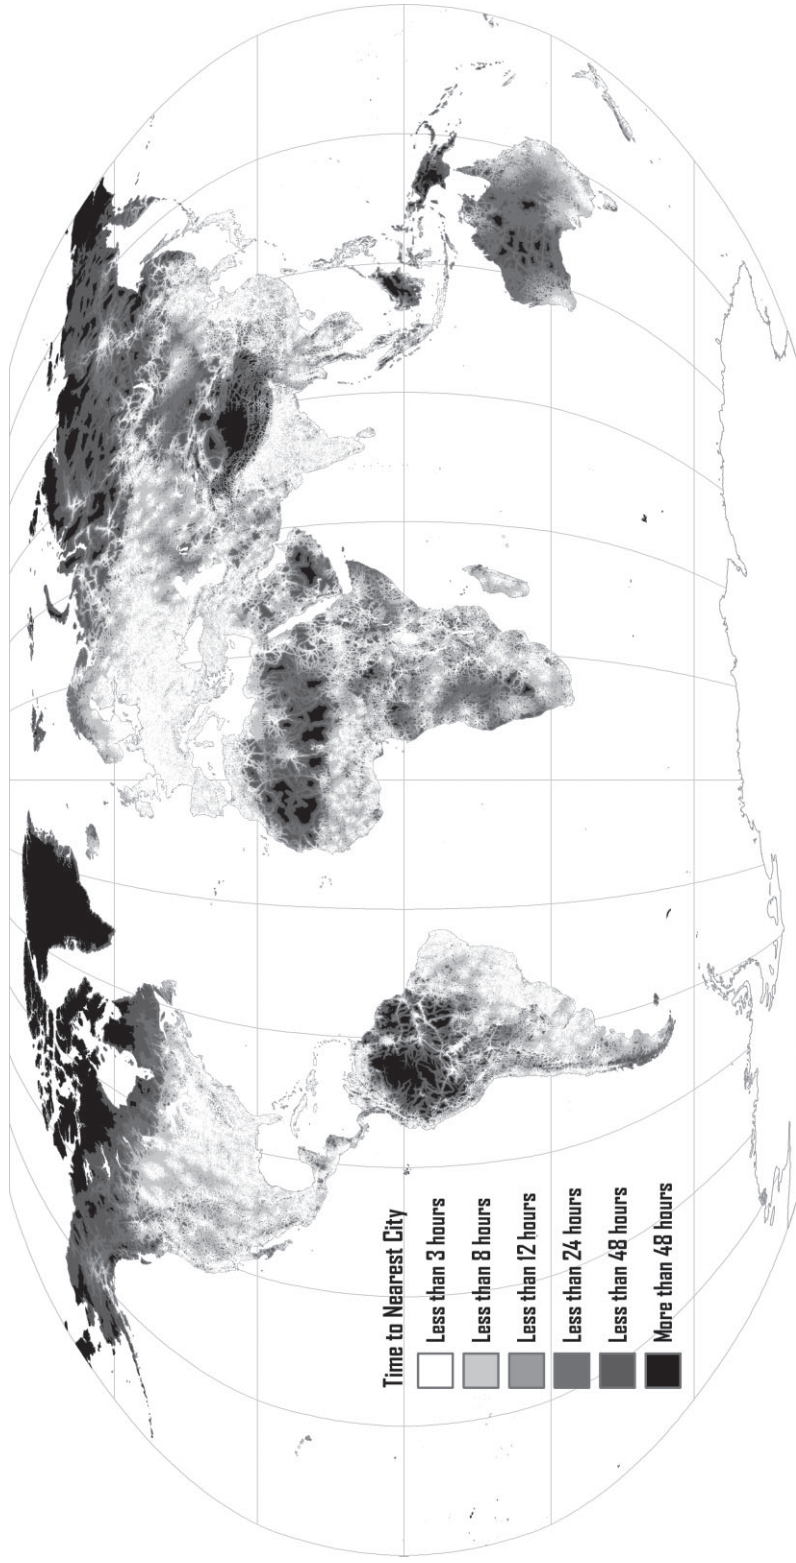 Time to Nearest City
Less than 3 hours
Less than 8 hours
Less than 12 hours
Less than 24 hours
Less than 48 hours
More than 48 hours